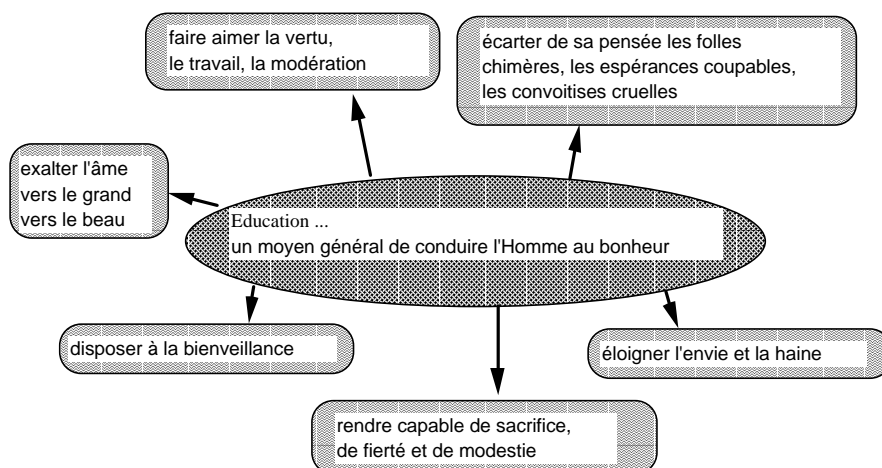 faire aimer la vertu,
le travail, la modération
écarter de sa pensée les folles
chimères, les espérances coupables,
les convoitises cruelles
exalter l'âme
vers le grand
vers le beau
Education ...
un moyen général de conduire l'Homme au bonheur
disposer à la bienveillance
éloigner l'envie et la haine
rendre capable de sacrifice,
de fierté et de modestie